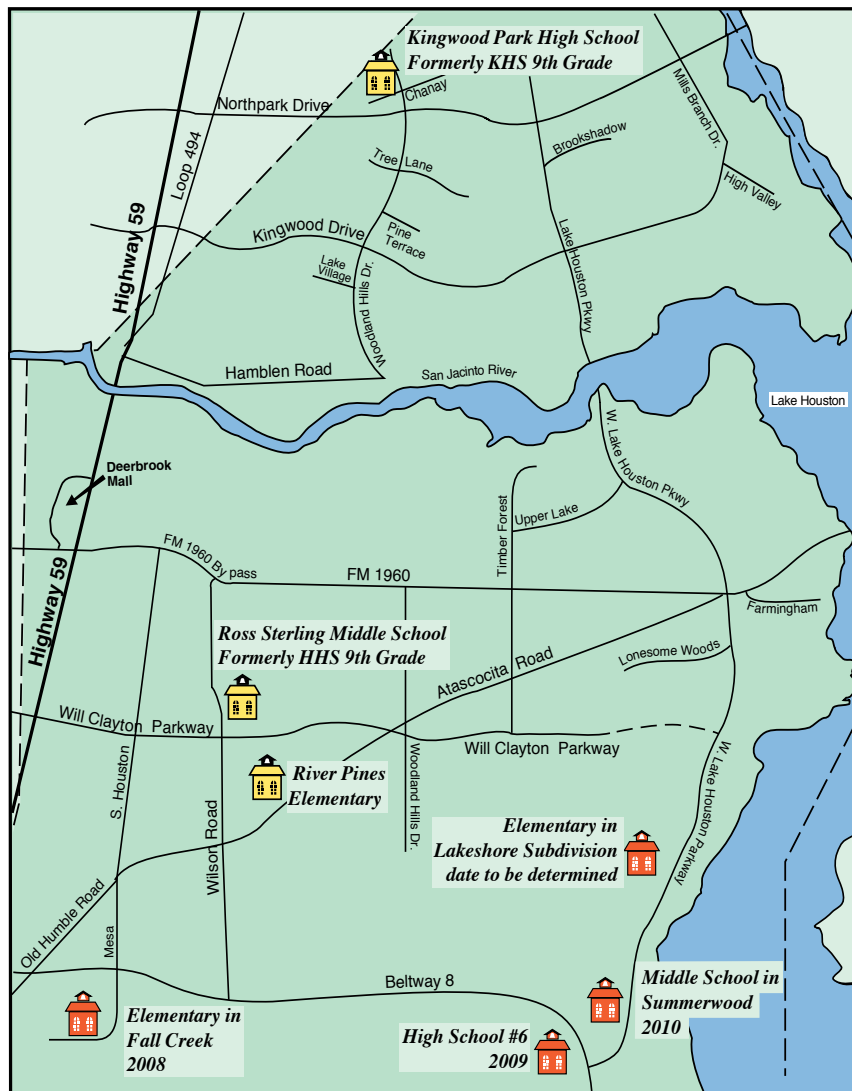 Kingwood Park High School
Formerly KHS 9th Grade
Chanay
Northpark Drive
Loop 494
Mills Branch Dr.
Brookshadow
Tree Lane
High Valley
Highway 59
Kingwood Drive
Pine
Terrace
Lake
Village
Woodland Hills Dr.
Lake Houston Pkwy
Hamblen Road
San Jacinto River
Lake Houston
W. Lake Houston Pkwy
Deerbrook
Mall
Timber Forest
Upper Lake
FM 1960 By pass
FM 1960
Highway 59
Farmingham
Ross Sterling Middle School
Formerly HHS 9th Grade
Atascocita Road
Lonesome Woods
Will Clayton Parkway
Will Clayton Parkway
S. Houston
Woodland Hills Dr.
W. Lake Houston Parkway
River Pines
Elementary
Wilson Road
Elementary in
Lakeshore Subdivision
date to be determined
Old Humble Road
Mesa
Beltway 8
Middle School in
Summerwood
2010
Elementary in
Fall Creek
2008
High School #6
2009